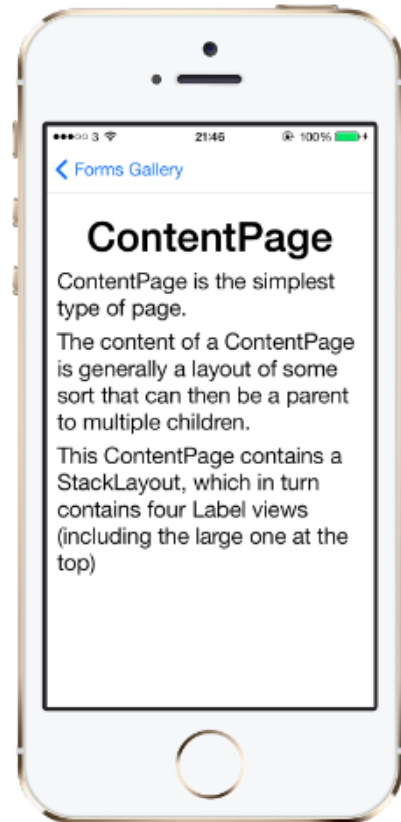 3 21:46 100%
Forms Gallery
ContentPage
ContentPage is the simplest
type of page.
The content of a ContentPage
is generally a layout of some
sort that can then be a parent
to multiple children.
This ContentPage contains a
StackLayout, which in turn
contains four Label views
(including the large one at the
top)